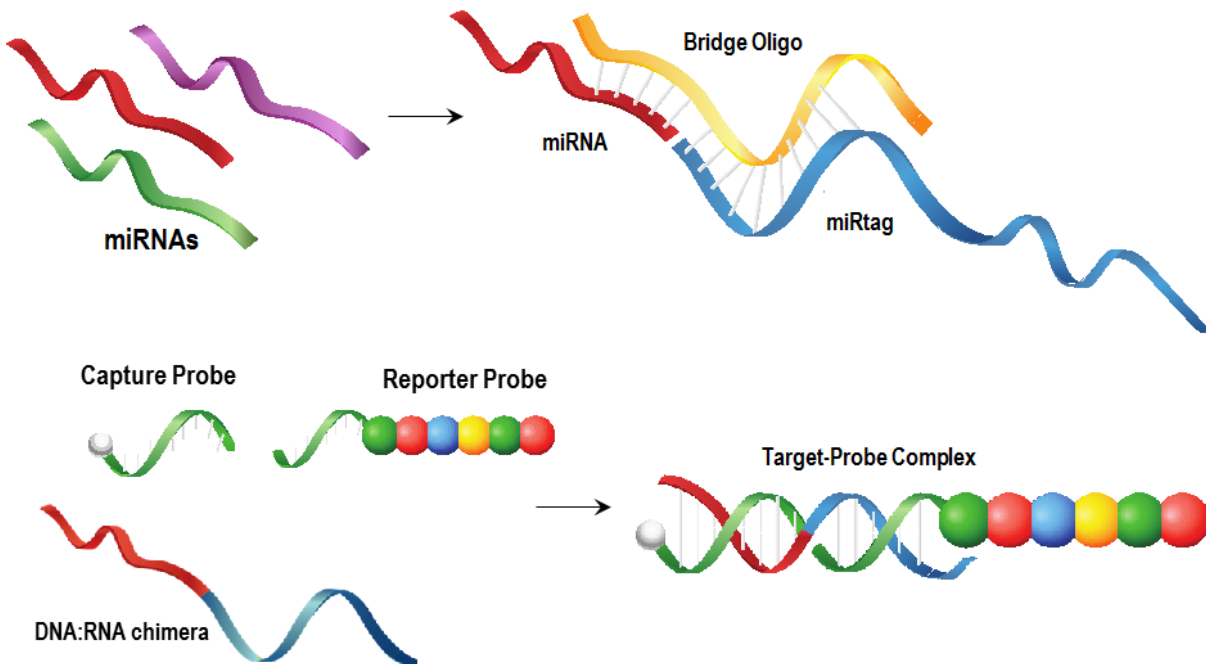 Bridge Oligo
miRNA
miRNAs
miRtag
Capture Probe
Reporter Probe
Target-Probe Complex
DNA:RNA chimera